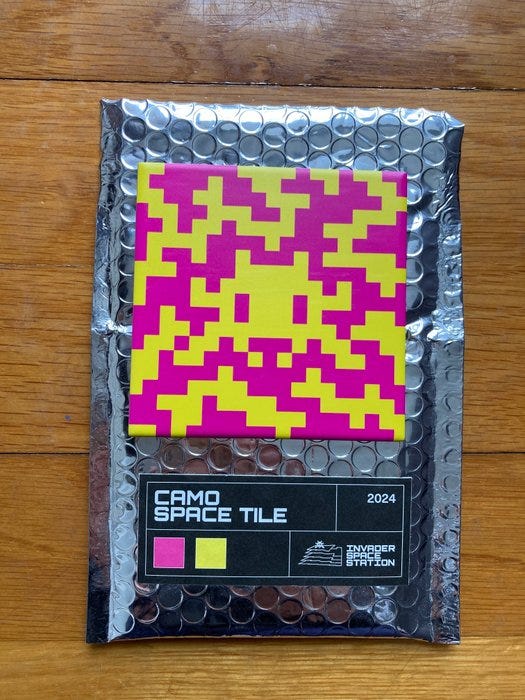 CAMO
SPACE TILE
2024
INVADER
SPACE
STATION